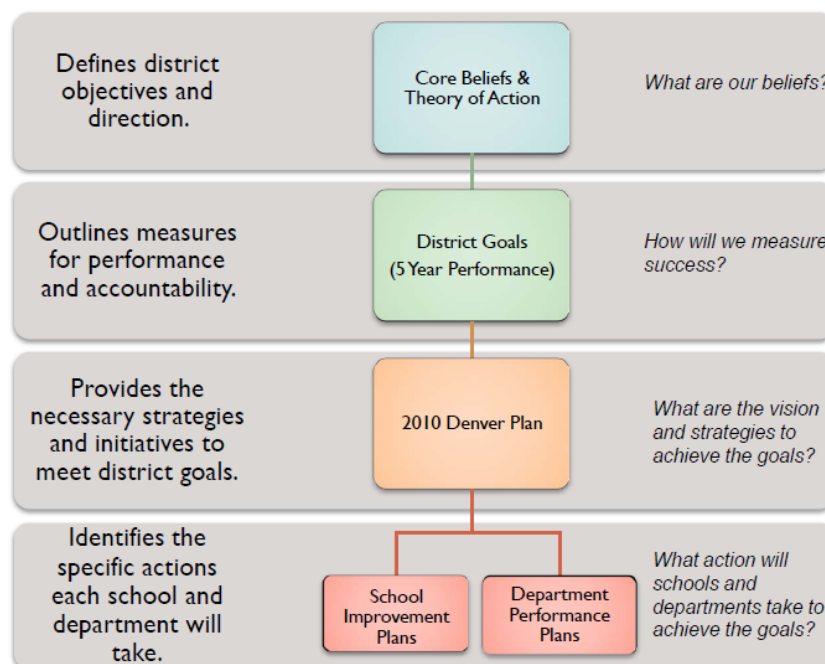 Defines district
objectives and
direction.
Core Beliefs &
Theory of Action
What are our beliefs?
Outlines measures
for performance
and accountability.
District Goals
(5 Year Performance)
How will we measure
success?
Provides the
necessary strategies
and initiatives to
meet district goals.
2010 Denver Plan
What are the vision
and strategies to
achieve the goals?
Identifies the
specific actions
each school and
department will
take.
School
Improvement
Plans
Department
Performance
Plans
What action will
schools and
departments take to
achieve the goals?